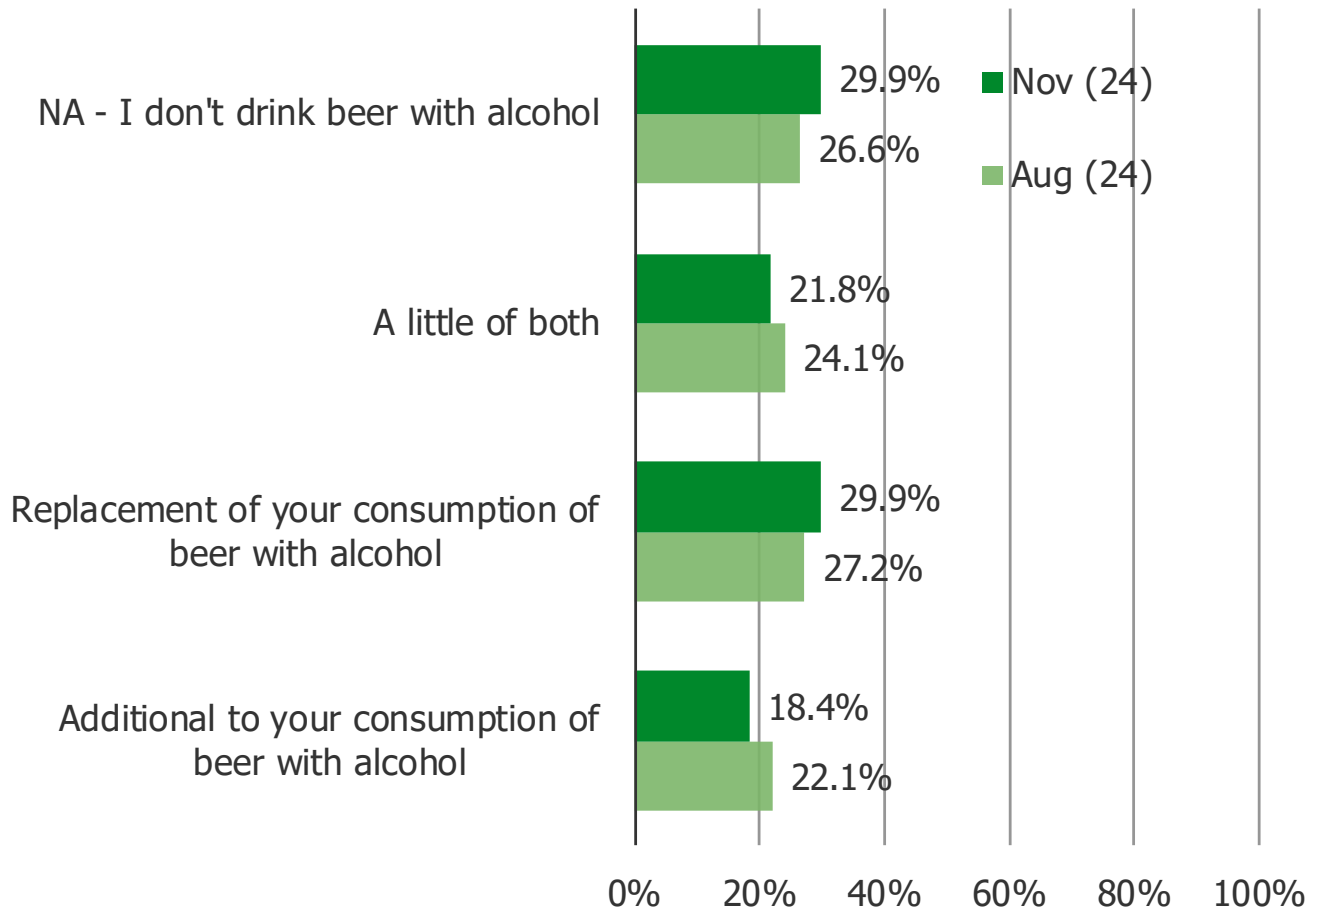 NA - I don't drink beer with alcohol
29.9%
26.6%
Nov (24)
Aug (24)
A little of both
21.8%
24.1%
Replacement of your consumption of
beer with alcohol
29.9%
27.2%
Additional to your consumption of
beer with alcohol
18.4%
22.1%
0% 20% 40% 60% 80% 100%